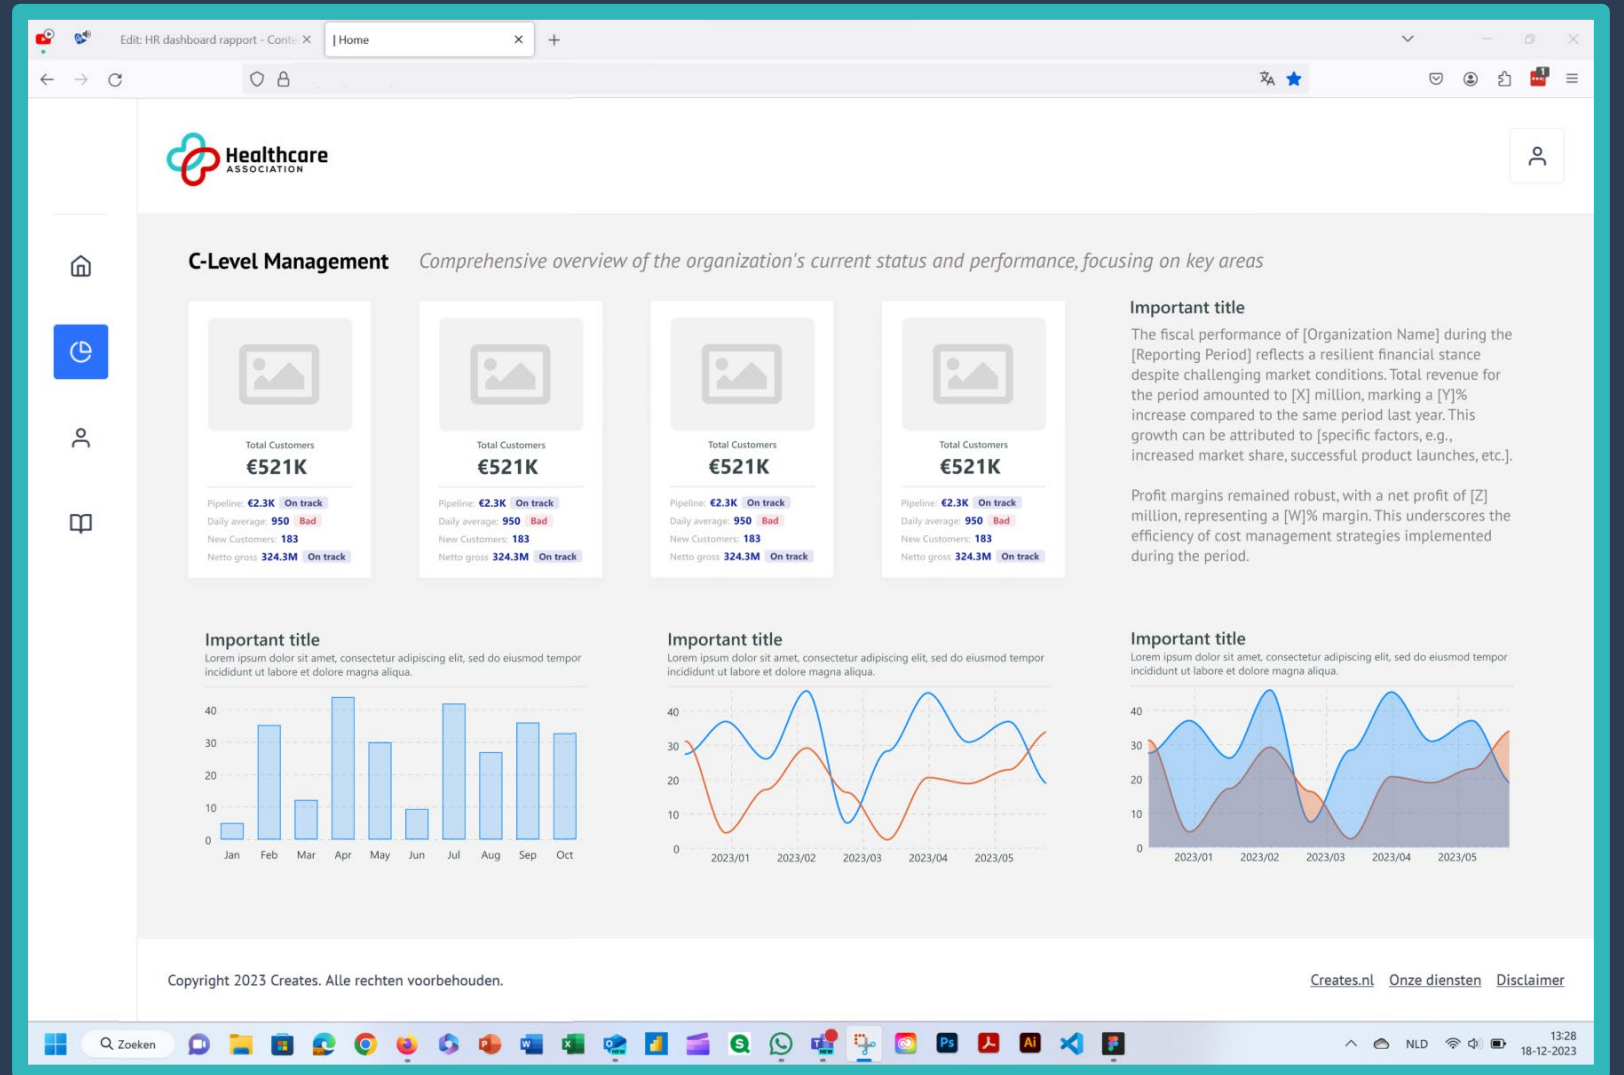 Edit: HR dashboard rapport - Conte
| Home
1
Healthcare
ASSOCIATION
C-Level Management
Comprehensive overview of the organization's current status and performance, focusing on key areas
Total Customers
€521K
Pipeline: €2.3K On track
Daily average: 950 Bad
New Customers: 183
Netto gross 324.3M On track
Total Customers
€521K
Pipeline: €2.3K On track
Daily average: 950 Bad
New Customers: 183
Netto gross 324.3M On track
Total Customers
€521K
Pipeline: €2.3K On track
Daily average: 950 Bad
New Customers: 183
Netto gross 324.3M On track
Total Customers
€521K
Pipeline: €2.3K On track
Daily average: 950 Bad
New Customers: 183
Netto gross 324.3M On track
Important title
The fiscal performance of [Organization Name] during the
[Reporting Period] reflects a resilient financial stance
despite challenging market conditions. Total revenue for
the period amounted to [X] million, marking a [Y]%
increase compared to the same period last year. This
growth can be attributed to [specific factors, e.g.,
increased market share, successful product launches, etc.].
Profit margins remained robust, with a net profit of [Z]
million, representing a [W]% margin. This underscores the
efficiency of cost management strategies implemented
during the period.
Important title
Lorem ipsum dolor sit amet, consectetur adipiscing elit, sed do eiusmod tempor
incididunt ut labore et dolore magna aliqua.
40
30
20
10
0
Jan Feb Mar Apr May Jun Jul Aug Sep Oct
Important title
Lorem ipsum dolor sit amet, consectetur adipiscing elit, sed do eiusmod tempor
incididunt ut labore et dolore magna aliqua.
40
30
20
10
0
2023/01 2023/02 2023/03 2023/04 2023/05
Important title
Lorem ipsum dolor sit amet, consectetur adipiscing elit, sed do eiusmod tempor
incididunt ut labore et dolore magna aliqua.
40
30
20
10
0
2023/01 2023/02 2023/03 2023/04 2023/05
Copyright 2023 Creates. Alle rechten voorbehouden.
Creates.nl Onze diensten Disclaimer
Zoeken
NEW
NEW
Ps
Ai
NLD
13:28
18-12-2023